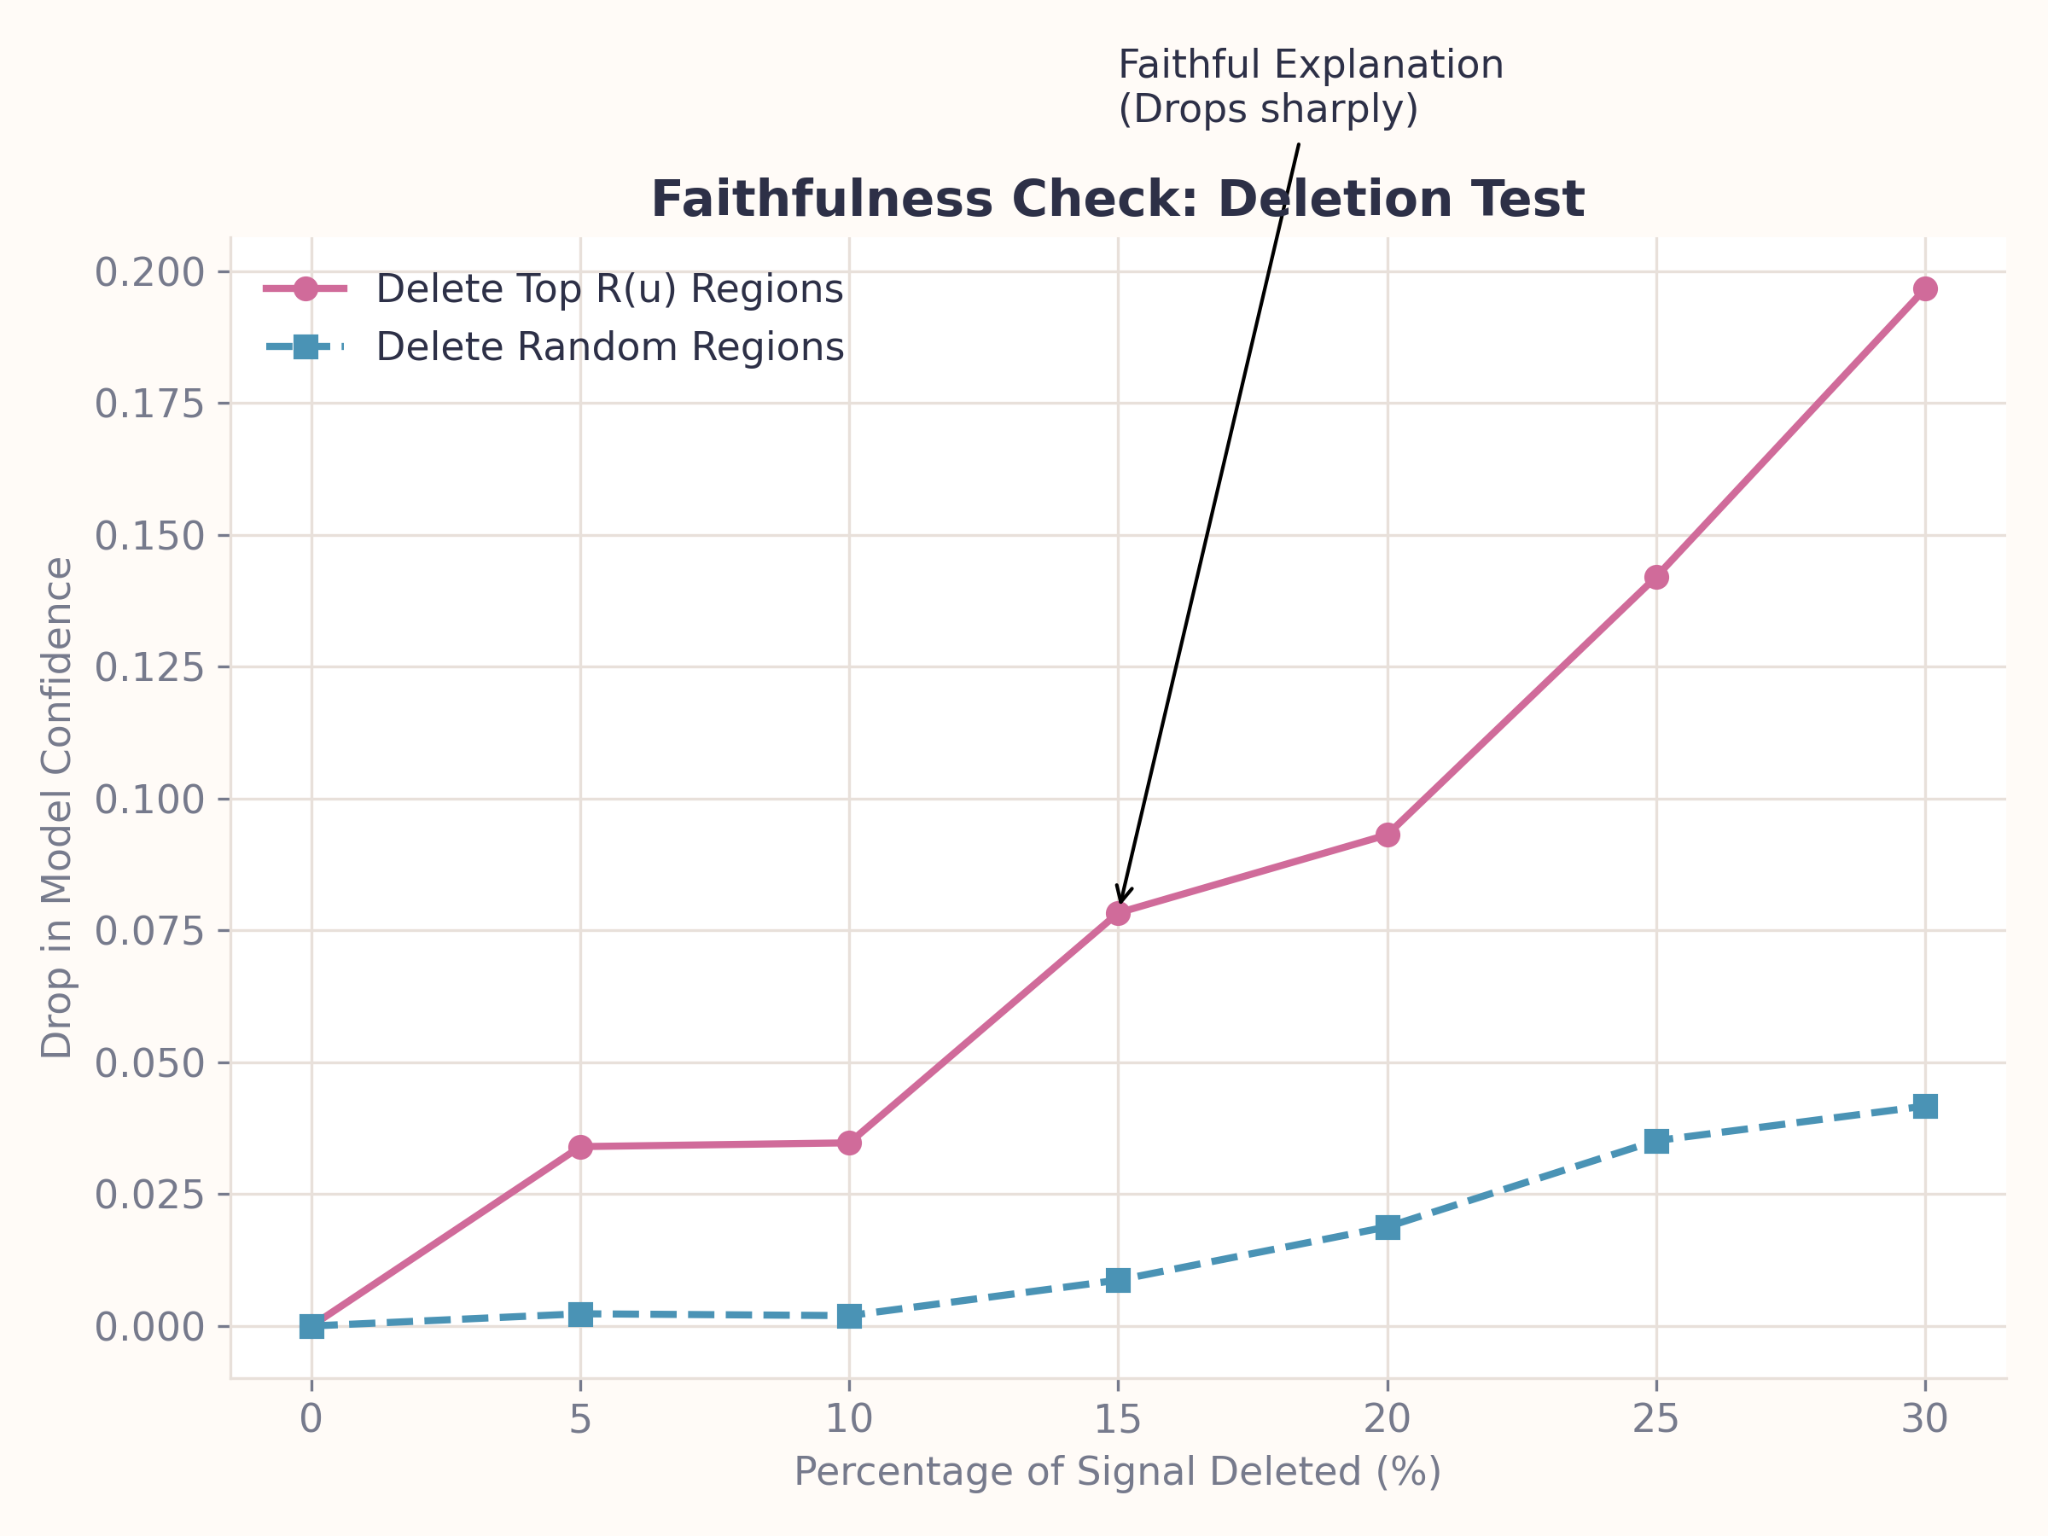 Faithful Explanation
(Drops sharply)
Faithfulness Check: Deletion Test
Delete Top R(u) Regions
Delete Random Regions
Drop in Model Confidence
0.200
0.175
0.150
0.125
0.100
0.075
0.050
0.025
0.000
0 5 10 15 20 25 30
Percentage of Signal Deleted (%)